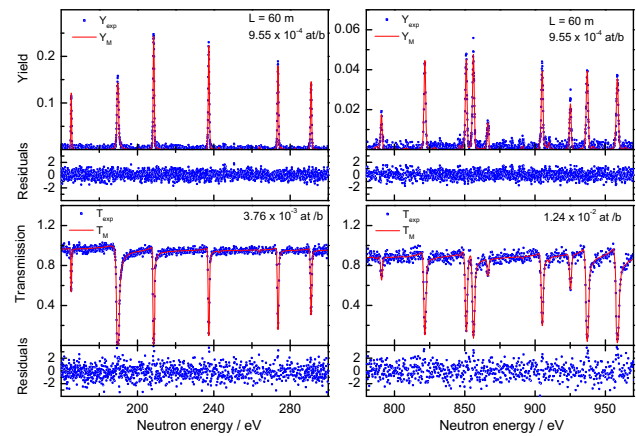 Y_exp
Y_M
L = 60 m
9.55 x 10⁻⁴ at/b
Yield
0.3
0.2
0.1
Residuals
2
0
-2
Y_exp
Y_M
L = 60 m
9.55 x 10⁻⁴ at/b
0.06
0.04
0.02
2
0
-2
T_exp
T_M
3.76 x 10⁻³ at /b
Transmission
1.2
0.8
0.4
Residuals
2
0
-2
200
240
280
Neutron energy / eV
T_exp
T_M
1.24 x 10⁻² at/b
1.2
0.8
0.4
2
0
-2
800
850
900
950
Neutron energy / eV